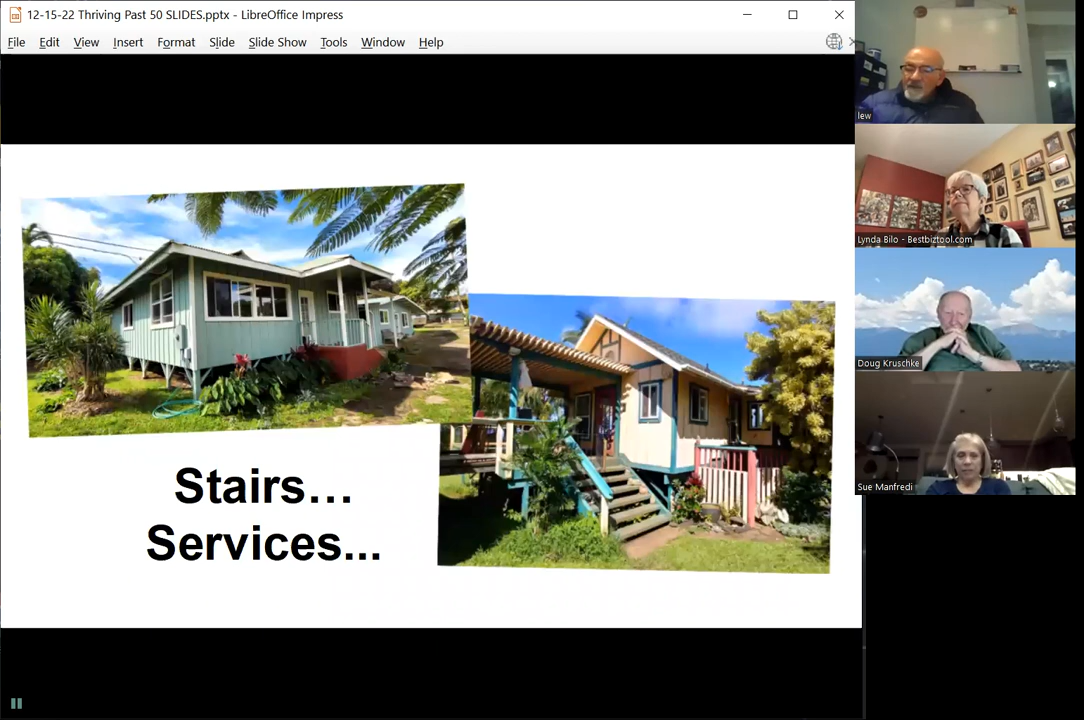 12-15-22 Thriving Past 50 SLIDES.pptx - LibreOffice Impress
File Edit View Insert Format Slide Slide Show Tools Window Help
Stairs…
Services...
lew
Lynda Bilo - Bestbiztool.com
Doug Kruschke
Sue Manfredi